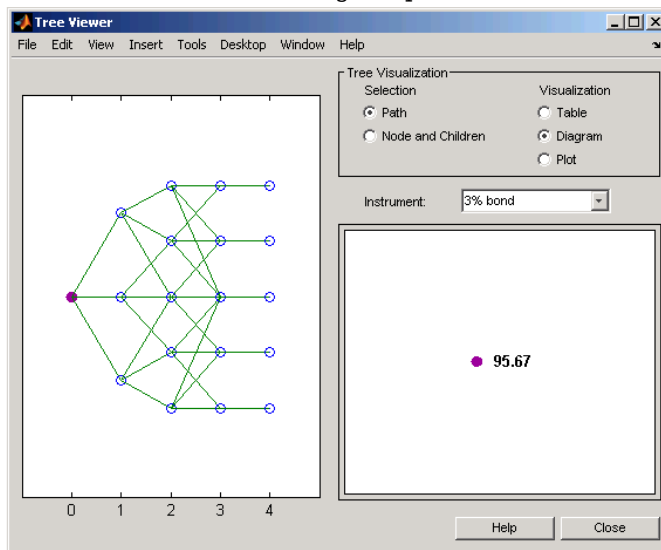 Tree Viewer
File Edit View Insert Tools Desktop Window Help
Tree Visualization
Selection Visualization
Path Table
Node and Children Diagram
Plot
Instrument: 3% bond
95.67
0 1 2 3 4
Help Close